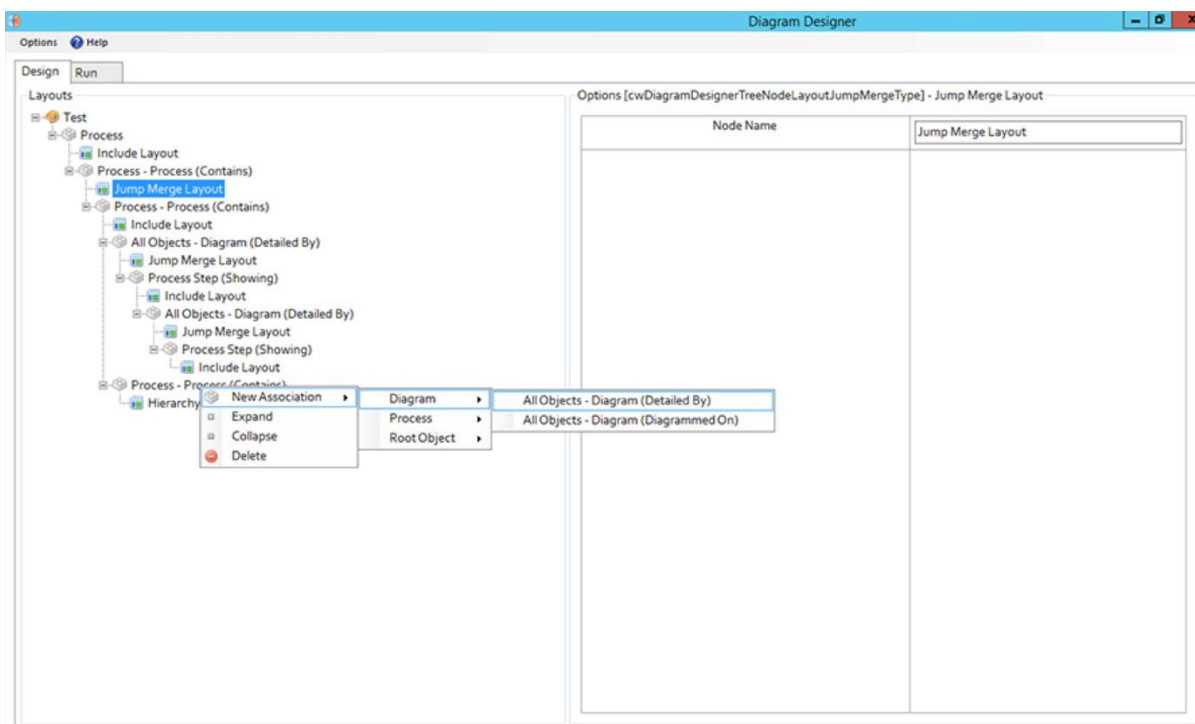 Diagram Designer
Options Help
Design Run
Layouts
Test
Process
Include Layout
Process - Process (Contains)
Jump Merge Layout
Process - Process (Contains)
Include Layout
All Objects - Diagram (Detailed By)
Jump Merge Layout
Process Step (Showing)
Include Layout
All Objects - Diagram (Detailed By)
Jump Merge Layout
Process Step (Showing)
Include Layout
Process - Process (Contains)
Hierarchy
New Association
Expand
Collapse
Delete
Diagram
Process
Root Object
All Objects - Diagram (Detailed By)
All Objects - Diagram (Diagrammed On)
Options [cwDiagramDesignerTreeNodeLayoutJumpMergeType] - Jump Merge Layout
Node Name Jump Merge Layout